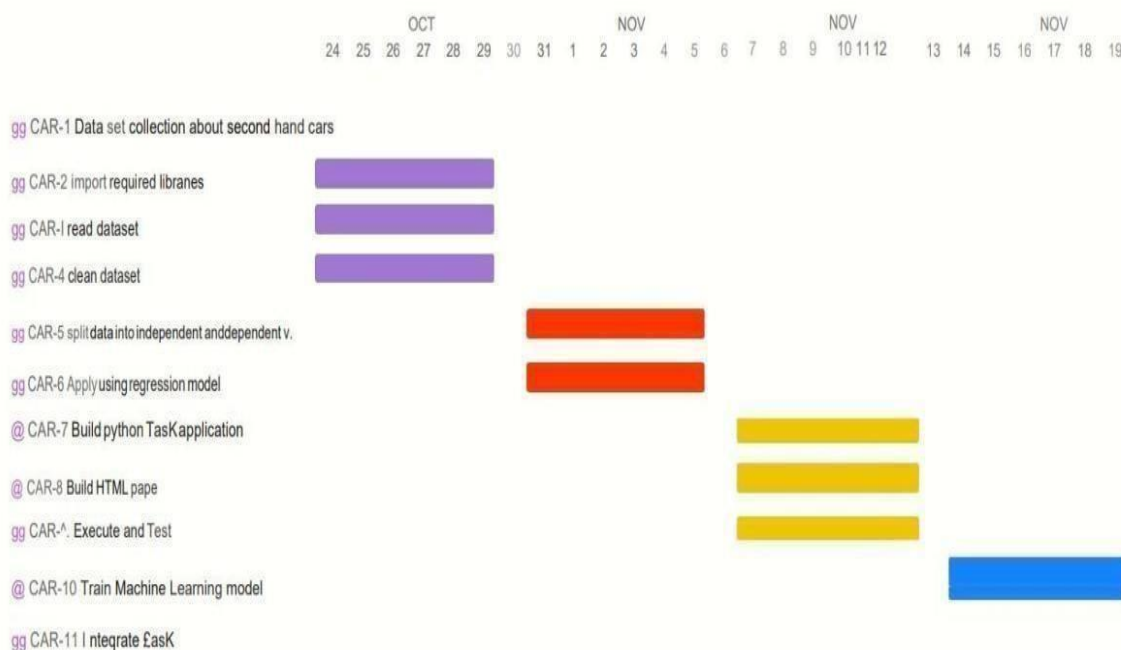 OCT NOV NOV NOV
24 25 26 27 28 29 30 31 1 2 3 4 5 6 7 8 9 10 11 12 13 14 15 16 17 18 19
gg CAR-1 Data set collection about second hand cars
gg CAR-2 import required libranes
gg CAR-I read dataset
gg CAR-4 clean dataset
gg CAR-5 split data into independent anddependent v.
gg CAR-6 Apply using regression model
@ CAR-7 Build python TasK application
@ CAR-8 Build HTML pape
gg CAR-^. Execute and Test
@ CAR-10 Train Machine Learning model
gg CAR-11 I ntegrate £asK